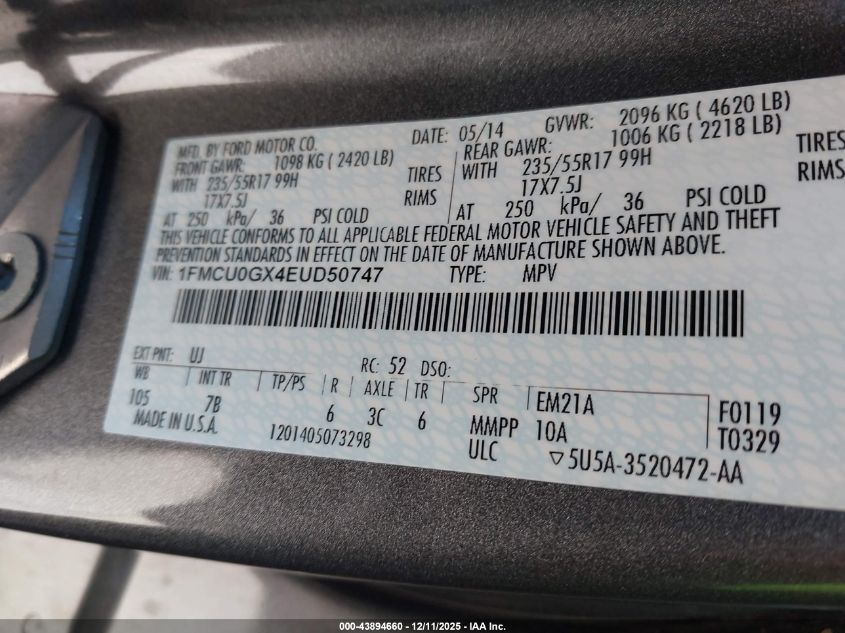 MFD. BY FORD MOTOR CO. DATE: 05/14 GVWR: 2096 KG ( 4620 LB)
FRONT GAWR: 1098 KG ( 2420 LB) REAR GAWR: 1006 KG ( 2218 LB)
WITH 235/55R17 99H TIRES WITH 235/55R17 99H TIRES
17X7.5J RIMS 17X7.5J RIMS
AT 250 kPa/ 36 PSI COLD AT 250 kPa/ 36 PSI COLD
THIS VEHICLE CONFORMS TO ALL APPLICABLE FEDERAL MOTOR VEHICLE SAFETY AND THEFT
PREVENTION STANDARDS IN EFFECT ON THE DATE OF MANUFACTURE SHOWN ABOVE.
VIN: 1FMCU0GX4EUD50747 TYPE: MPV
EXT PNT: UJ RC: 52 DSO:
WB INT TR TP/PS R AXLE TR SPR EM21A F0119
105 7B 6 3C 6 MMPP 10A T0329
MADE IN U.S.A. 1201405073298 ULC ▽5U5A-3520472-AA
000-43894660 - 12/11/2025 - IAA Inc.